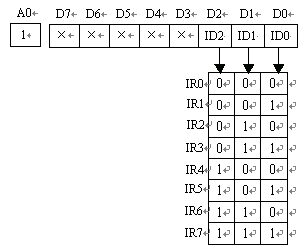 A0 D7 D6 D5 D4 D3 D2 D1 D0
1 × × × × × ID2 ID1 ID0
IR0 0 0 0
IR1 0 0 1
IR2 0 1 0
IR3 0 1 1
IR4 1 0 0
IR5 1 0 1
IR6 1 1 0
IR7 1 1 1